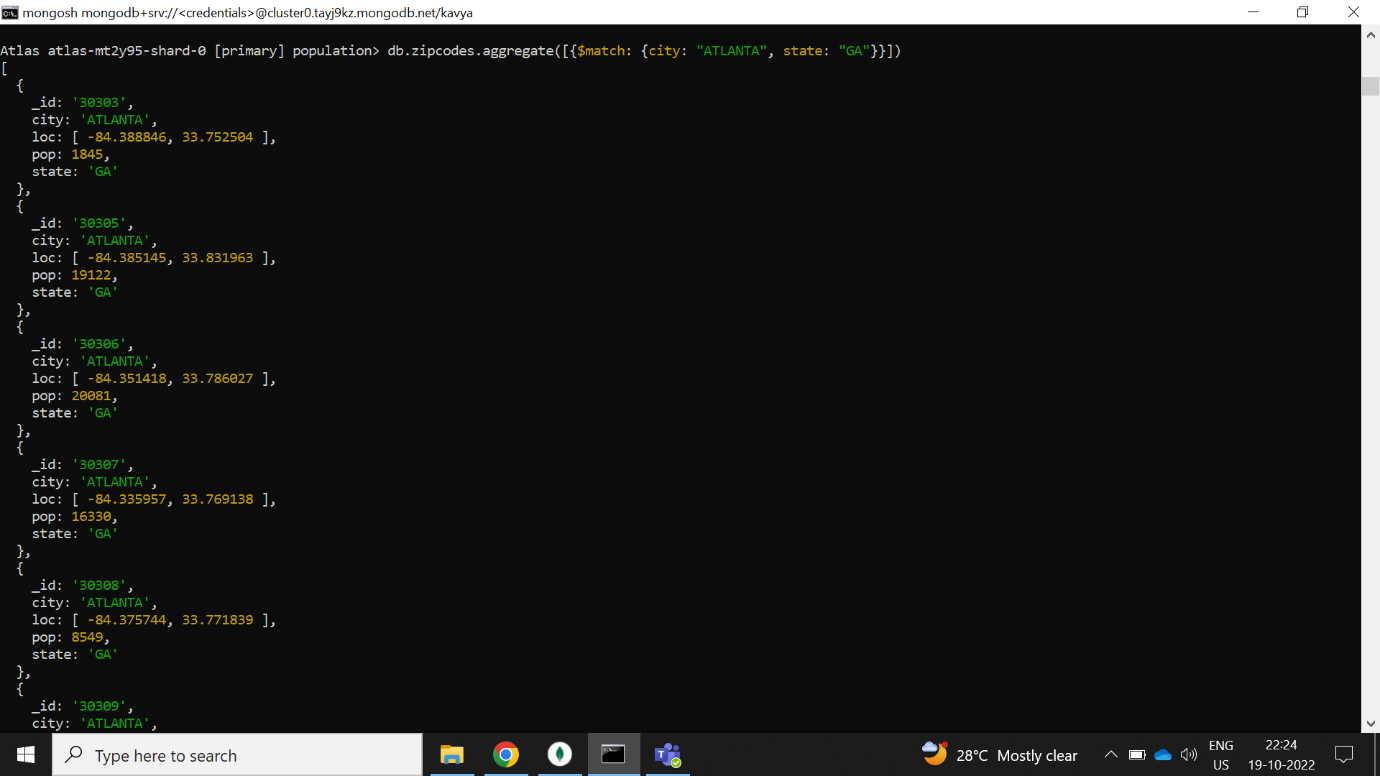 mongosh mongodb+srv://<credentials>@cluster0.tayj9kz.mongodb.net/kavya
Atlas atlas-mt2y95-shard-0 [primary] population> db.zipcodes.aggregate([{$match: {city: "ATLANTA", state: "GA"}}])
[
  {
    _id: '30303',
    city: 'ATLANTA',
    loc: [ -84.388846, 33.752504 ],
    pop: 1845,
    state: 'GA'
  },
  {
    _id: '30305',
    city: 'ATLANTA',
    loc: [ -84.385145, 33.831963 ],
    pop: 19122,
    state: 'GA'
  },
  {
    _id: '30306',
    city: 'ATLANTA',
    loc: [ -84.351418, 33.786027 ],
    pop: 20081,
    state: 'GA'
  },
  {
    _id: '30307',
    city: 'ATLANTA',
    loc: [ -84.335957, 33.769138 ],
    pop: 16330,
    state: 'GA'
  },
  {
    _id: '30308',
    city: 'ATLANTA',
    loc: [ -84.375744, 33.771839 ],
    pop: 8549,
    state: 'GA'
  },
  {
    _id: '30309',
    city: 'ATLANTA',
Type here to search
28°C Mostly clear
ENG
US
22:24
19-10-2022